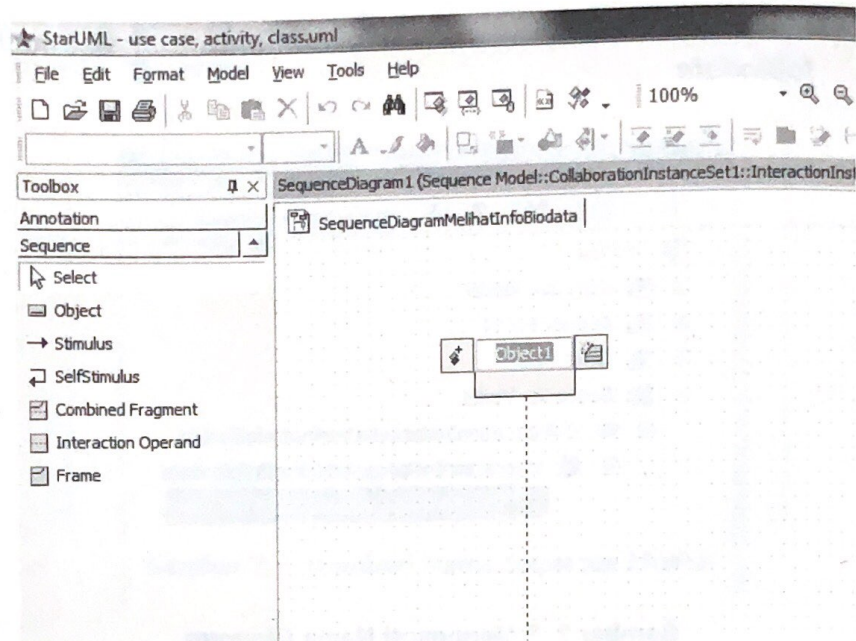 StarUML - use case, activity, class.uml
File Edit Format Model View Tools Help
100%
Toolbox
SequenceDiagram1 (Sequence Model::CollaborationInstanceSet1::InteractionInst
Annotation
Sequence
SequenceDiagramMelihatInfoBiodata
Select
Object
Stimulus
SelfStimulus
Combined Fragment
Interaction Operand
Frame
Object1